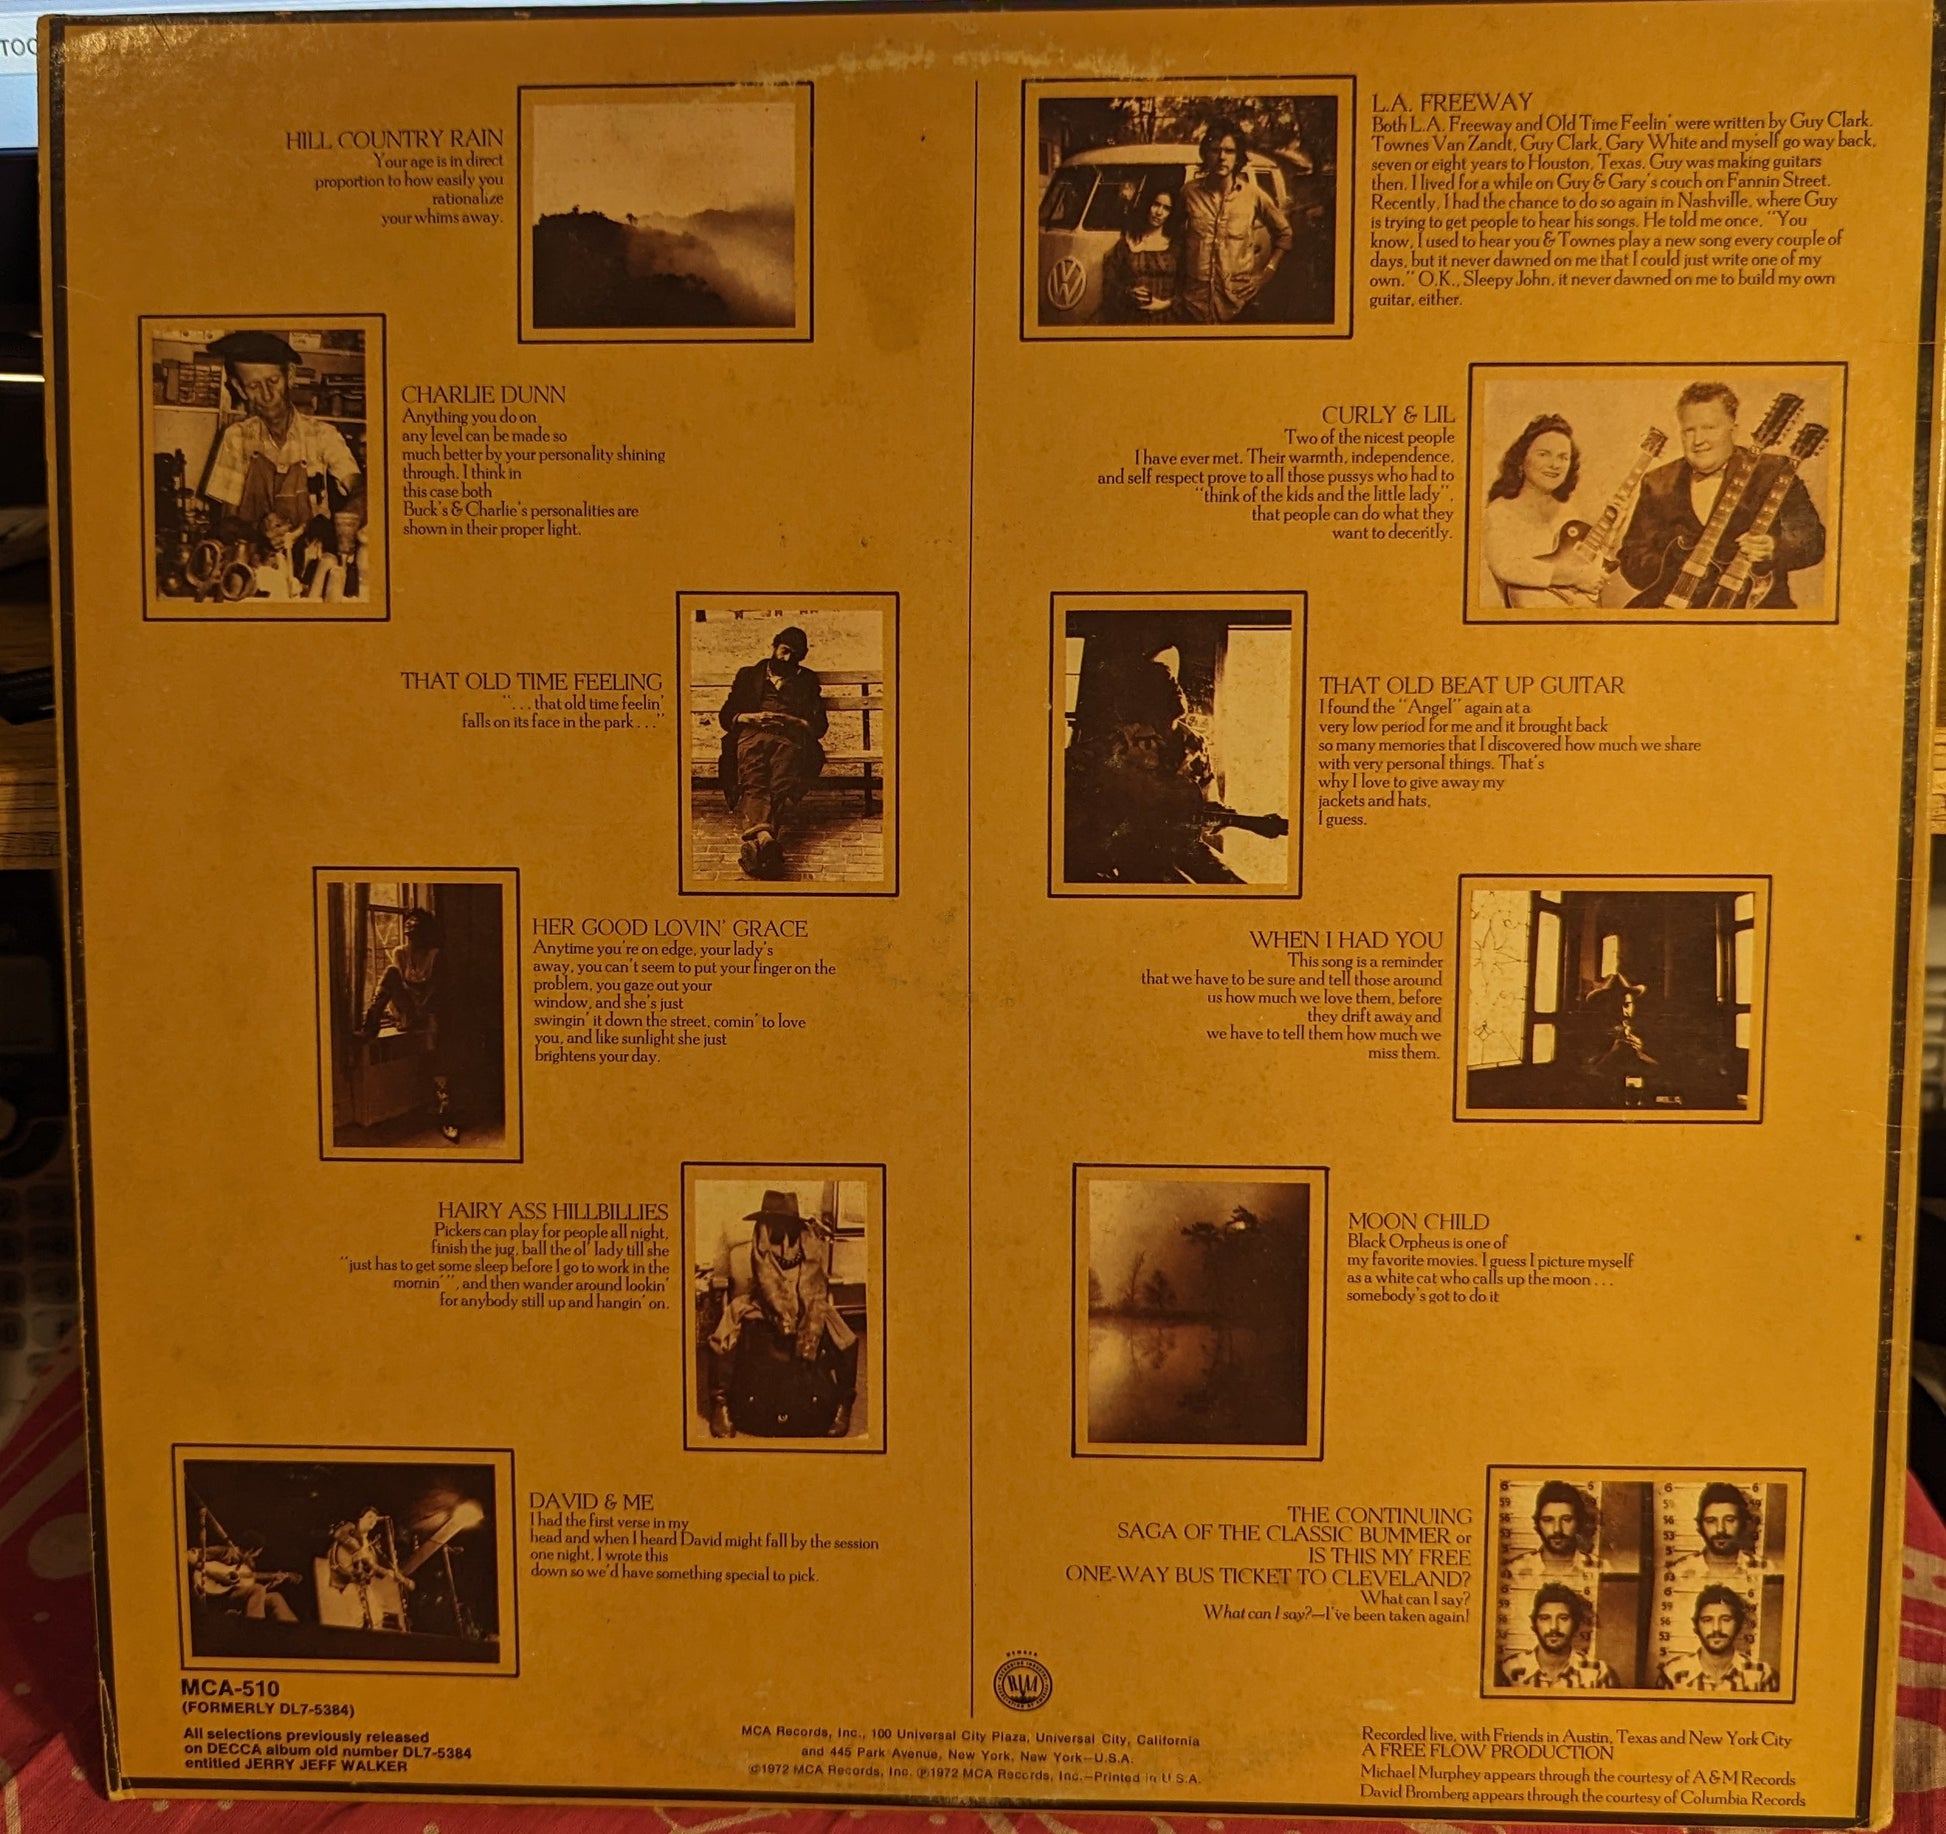 TOO
HILL COUNTRY RAIN
Your age is in direct
proportion to how easily you
rationalize
your whims away.
CHARLIE DUNN
Anything you do on
any level can be made so
much better by your personality shining
through. I think in
this case both
Buck's & Charlie's personalities are
shown in their proper light.
THAT OLD TIME FEELING
"...that old time feelin'
falls on its face in the park..."
HER GOOD LOVIN' GRACE
Anytime you're on edge, your lady's
away, you can't seem to put your finger on the
problem, you gaze out your
window, and she's just
swingin' it down the street, comin' to love
you, and like sunlight she just
brightens your day.
HAIRY ASS HILLBILLIES
Pickers can play for people all night,
finish the jug, ball the ol' lady till she
"just has to get some sleep before I go to work in the
mornin'", and then wander around lookin'
for anybody still up and hangin' on.
DAVID & ME
I had the first verse in my
head and when I heard David might fall by the session
one night, I wrote this
down so we'd have something special to pick.
MCA-510
(FORMERLY DL7-5384)
All selections previously released
on DECCA album old number DL7-5384
entitled JERRY JEFF WALKER
L.A. FREEWAY
Both L.A. Freeway and Old Time Feelin' were written by Guy Clark.
Townes Van Zandt, Guy Clark, Gary White and myself go way back,
seven or eight years to Houston, Texas. Guy was making guitars
then. I lived for a while on Guy & Gary's couch on Fannin Street.
Recently, I had the chance to do so again in Nashville, where Guy
is trying to get people to hear his songs. He told me once, "You
know, I used to hear you & Townes play a new song every couple of
days, but it never dawned on me that I could just write one of my
own." O.K., Sleepy John, it never dawned on me to build my own
guitar, either.
CURLY & LIL
Two of the nicest people
I have ever met. Their warmth, independence,
and self respect prove to all those pussys who had to
"think of the kids and the little lady",
that people can do what they
want to decently.
THAT OLD BEAT UP GUITAR
I found the "Angel" again at a
very low period for me and it brought back
so many memories that I discovered how much we share
with very personal things. That's
why I love to give away my
jackets and hats,
I guess.
WHEN I HAD YOU
This song is a reminder
that we have to be sure and tell those around
us how much we love them, before
they drift away and
we have to tell them how much we
miss them.
MOON CHILD
Black Orpheus is one of
my favorite movies. I guess I picture myself
as a white cat who calls up the moon...
somebody's got to do it
THE CONTINUING
SAGA OF THE CLASSIC BUMMER or
IS THIS MY FREE
ONE-WAY BUS TICKET TO CLEVELAND?
What can I say?
What can I say?—I've been taken again!
MCA Records, Inc., 100 Universal City Plaza, Universal City, California
and 445 Park Avenue, New York, New York—U.S.A.
©1972 MCA Records, Inc. ℗1972 MCA Records, Inc.—Printed in U.S.A.
Recorded live, with Friends in Austin, Texas and New York City
A FREE FLOW PRODUCTION
Michael Murphey appears through the courtesy of A&M Records
David Bromberg appears through the courtesy of Columbia Records